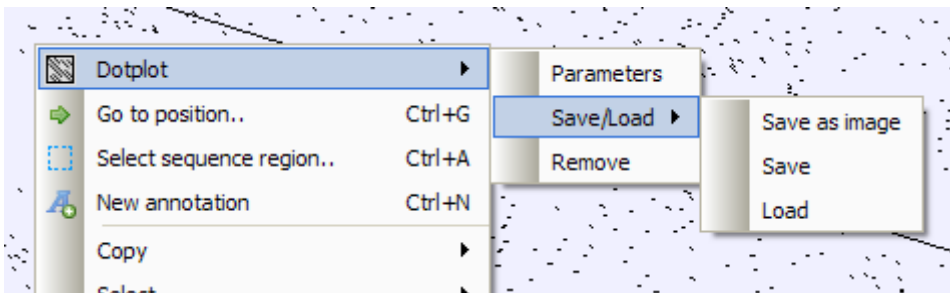 Dotplot
Go to position.. Ctrl+G
Select sequence region.. Ctrl+A
New annotation Ctrl+N
Copy
Select
Parameters
Save/Load
Remove
Save as image
Save
Load